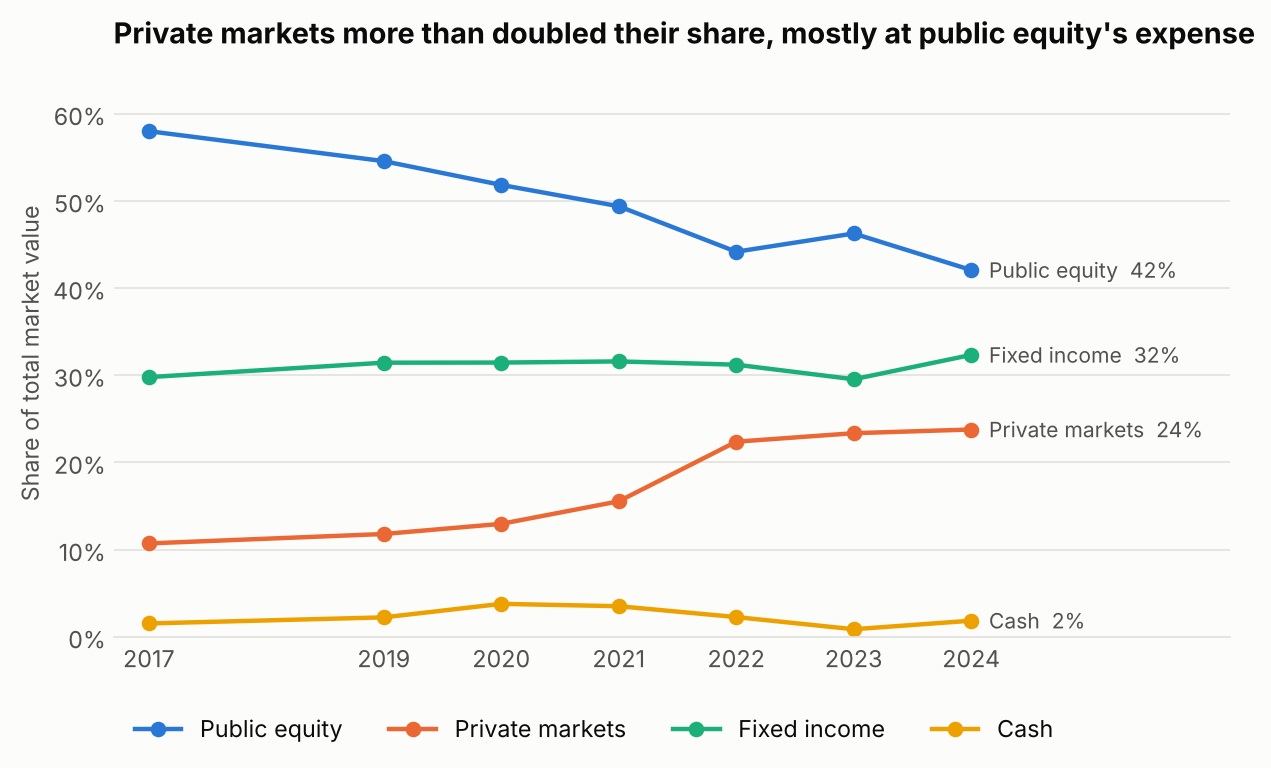 Private markets more than doubled their share, mostly at public equity's expense
Share of total market value
60%
50%
40%
30%
20%
10%
0%
Public equity 42%
Fixed income 32%
Private markets 24%
Cash 2%
2017 2019 2020 2021 2022 2023 2024
Public equity Private markets Fixed income Cash